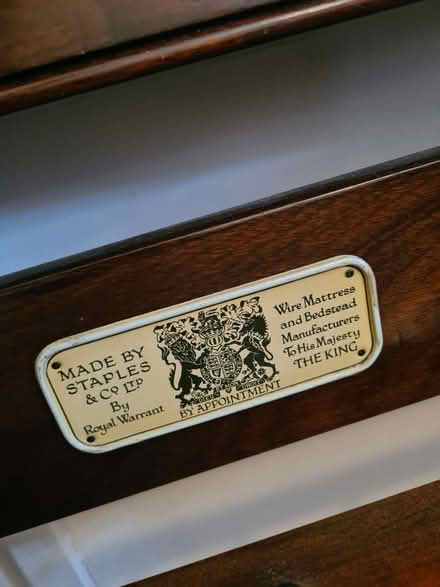 MADE BY
STAPLES
& Co LTD
By
Royal Warrant
BY APPOINTMENT
Wire Mattress
and Bedstead
Manufacturers
To His Majesty
THE KING